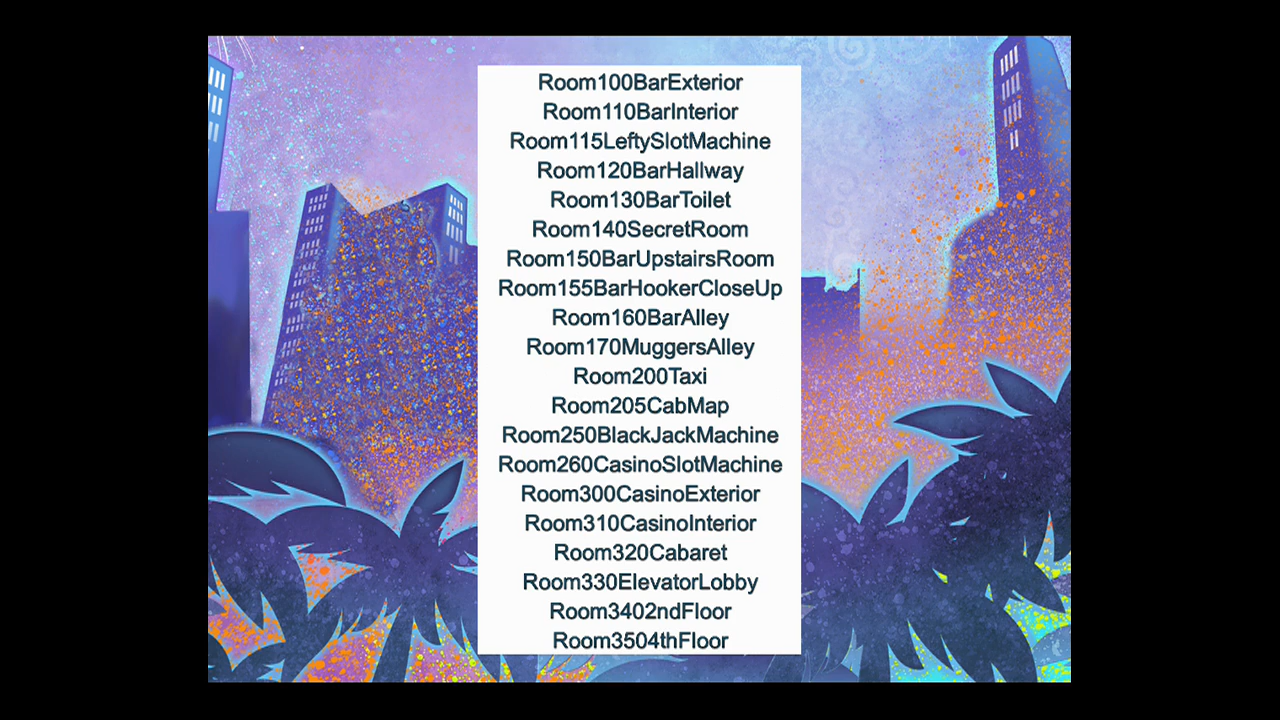 Room100BarExterior
Room110BarInterior
Room115LeftySlotMachine
Room120BarHallway
Room130BarToilet
Room140SecretRoom
Room150BarUpstairsRoom
Room155BarHookerCloseUp
Room160BarAlley
Room170MuggersAlley
Room200Taxi
Room205CabMap
Room250BlackJackMachine
Room260CasinoSlotMachine
Room300CasinoExterior
Room310CasinoInterior
Room320Cabaret
Room330ElevatorLobby
Room3402ndFloor
Room3504thFloor